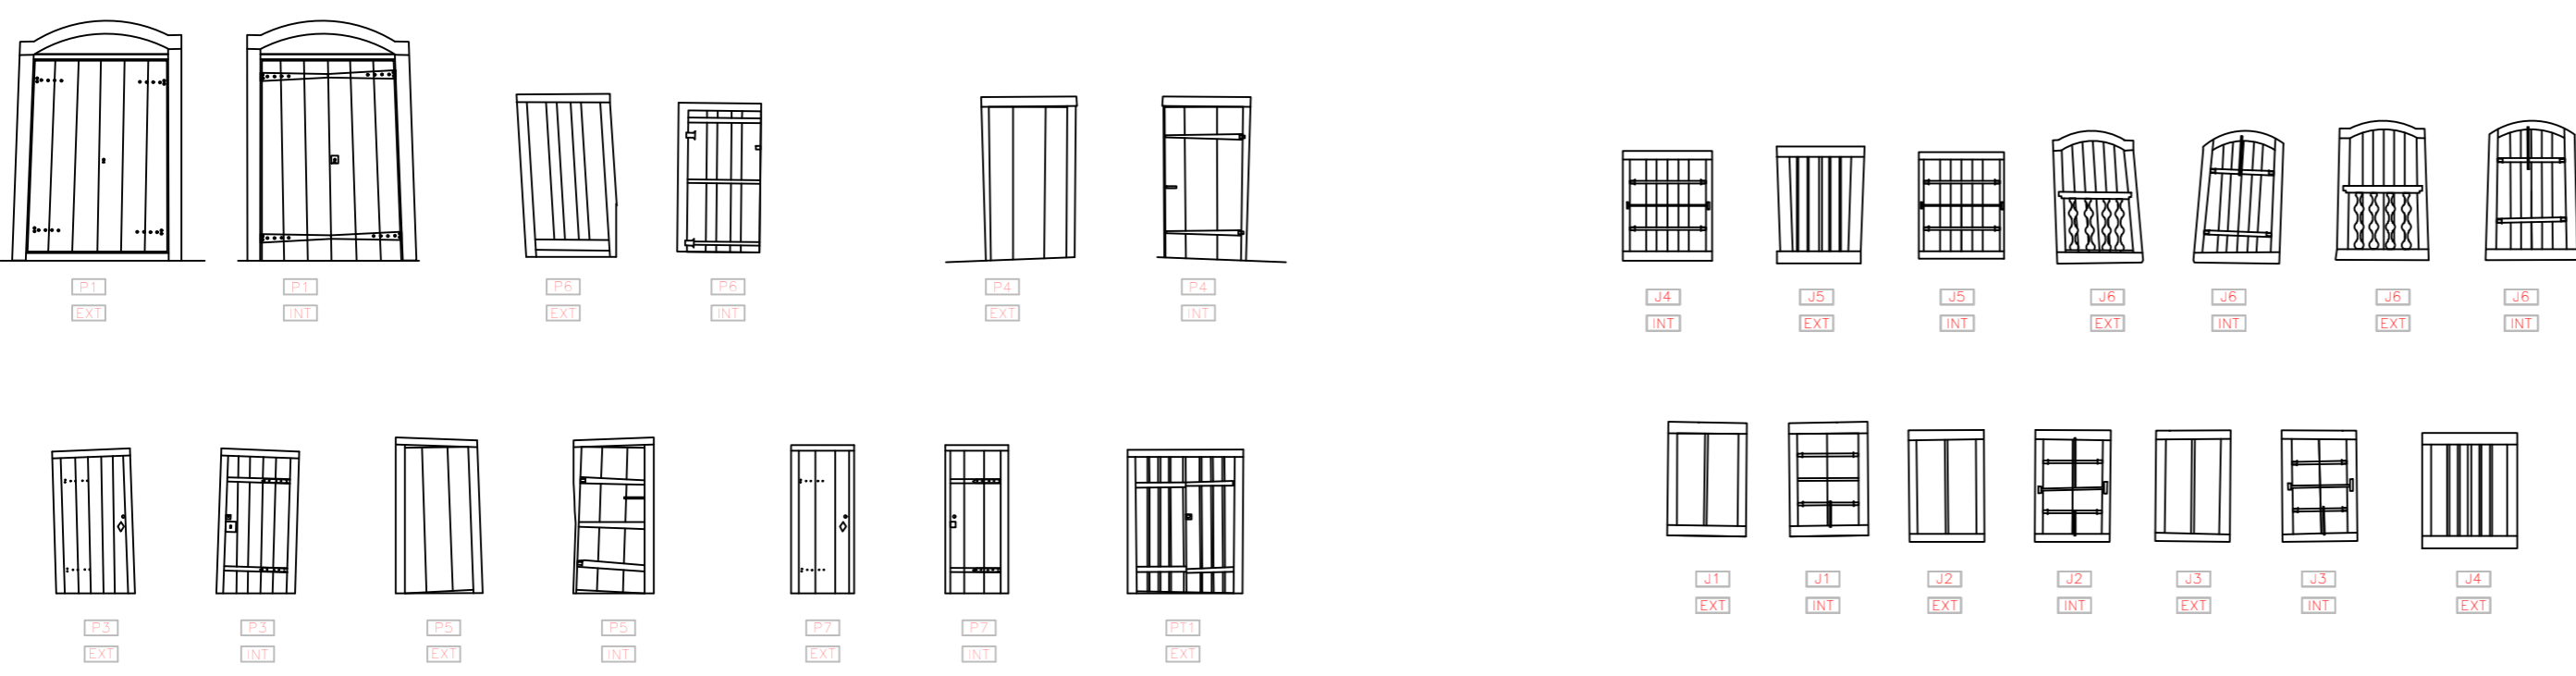 P1 P1 P6 P6 P4 P4
EXT INT EXT INT EXT INT
J4 J5 J5 J6 J6 J6 J6
INT EXT INT EXT INT EXT INT
P3 P3 P5 P5 P7 P7 PT1
EXT INT EXT INT EXT INT EXT
J1 J1 J2 J2 J3 J3 J4
EXT INT EXT INT EXT INT EXT